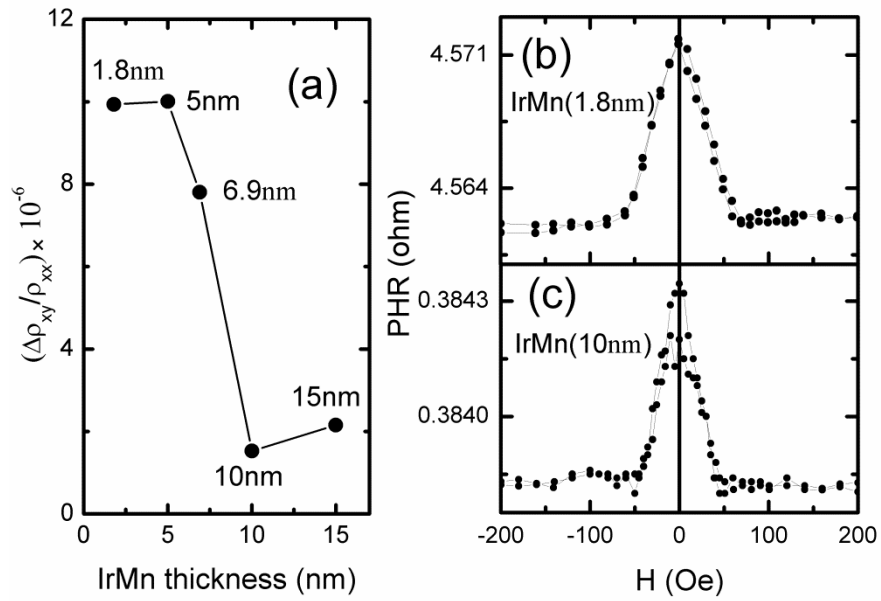 12
8
4
0
0
5
10
15
(Δρxy/ρxx) × 10-6
IrMn thickness (nm)
(a)
1.8nm
5nm
6.9nm
10nm
15nm
(b)
IrMn(1.8nm)
4.571
4.564
PHR (ohm)
(c)
IrMn(10nm)
0.3843
0.3840
-200
-100
0
100
200
H (Oe)